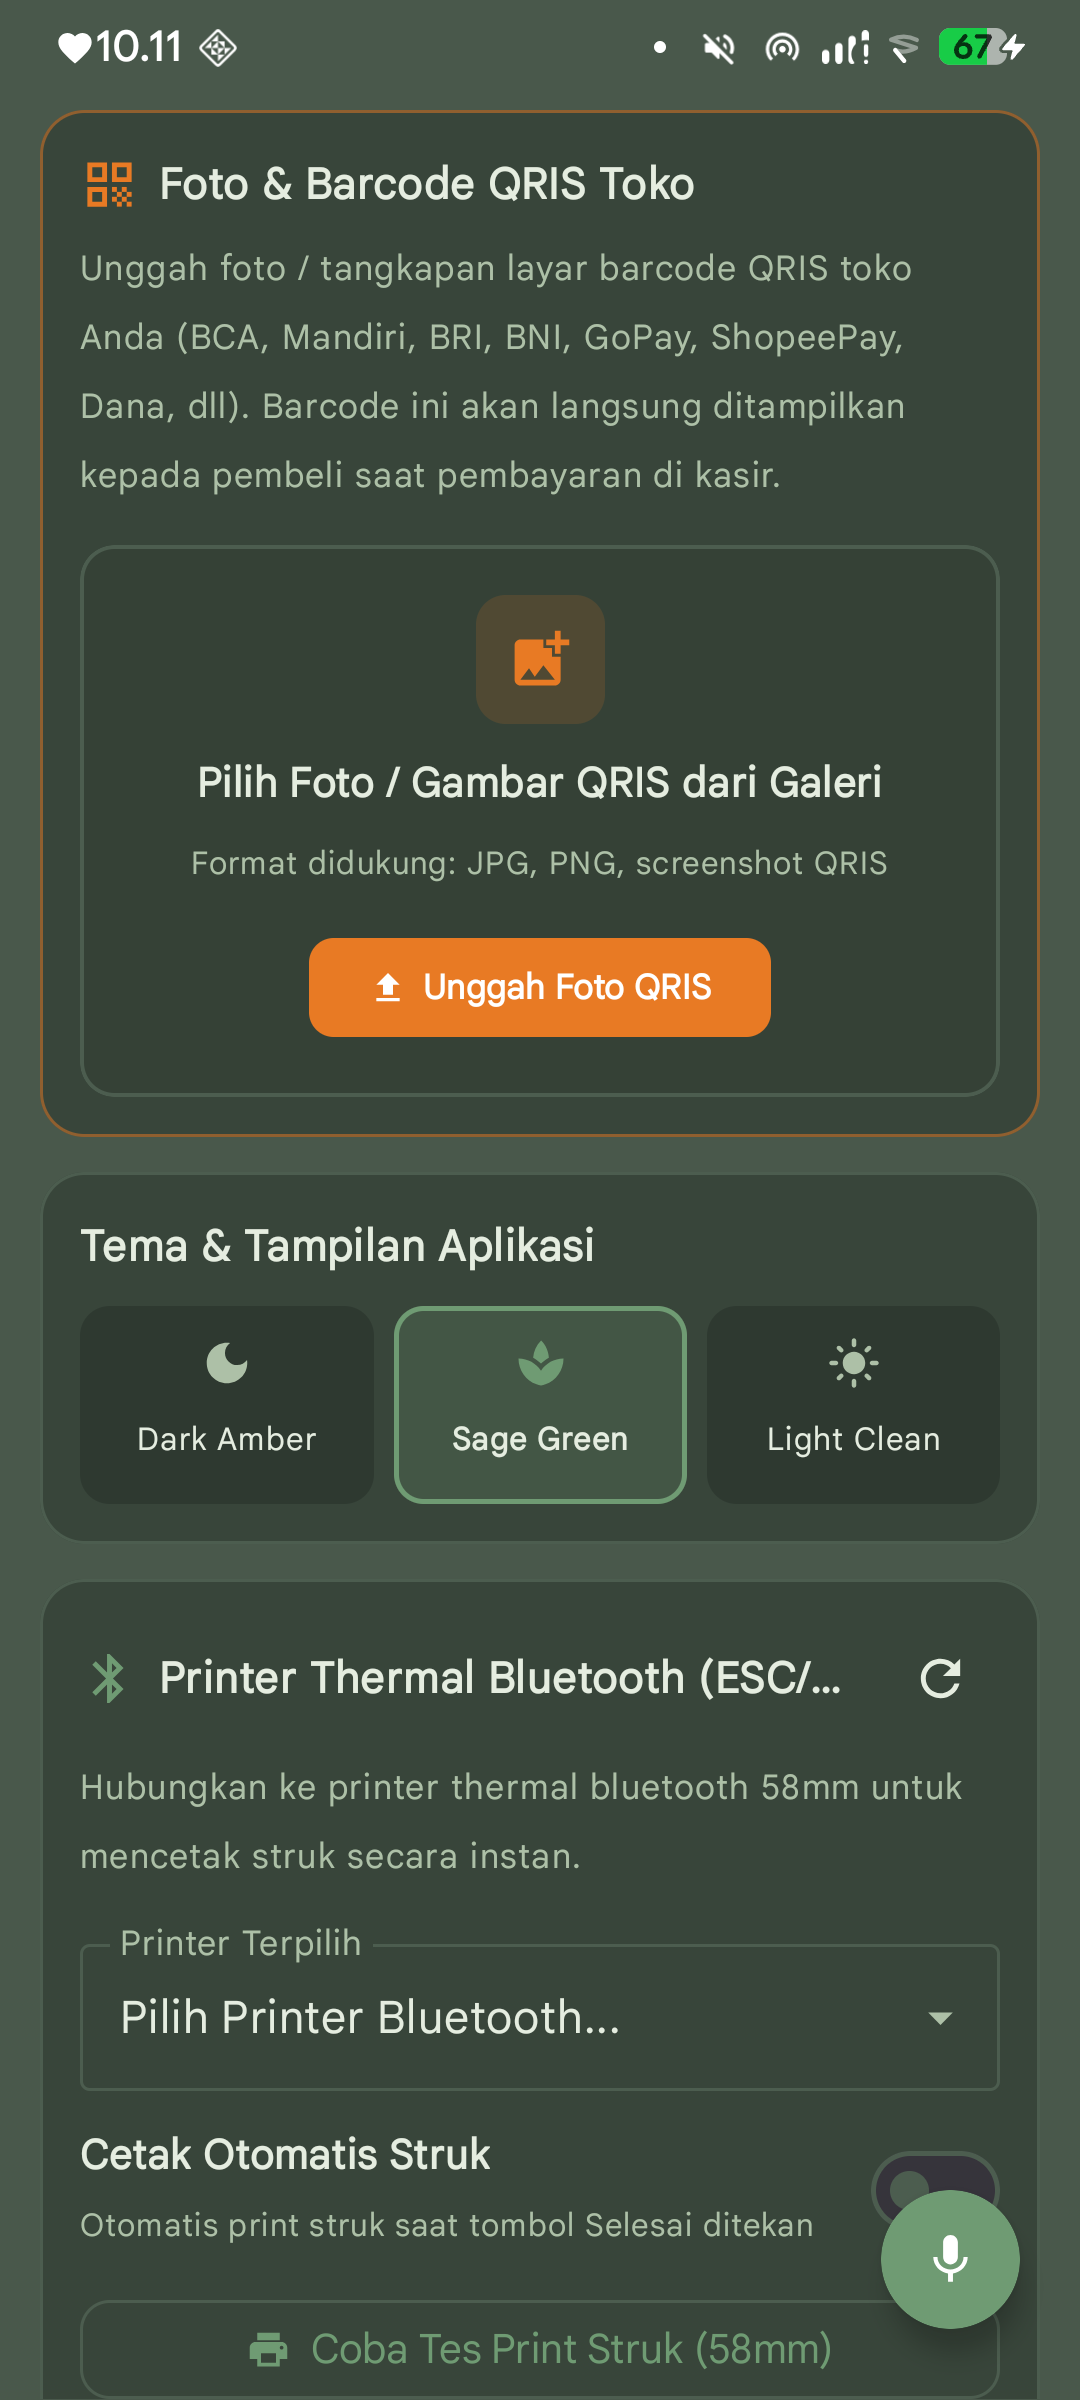 10.11
67
Foto & Barcode QRIS Toko
Unggah foto / tangkapan layar barcode QRIS toko
Anda (BCA, Mandiri, BRI, BNI, GoPay, ShopeePay,
Dana, dll). Barcode ini akan langsung ditampilkan
kepada pembeli saat pembayaran di kasir.
Pilih Foto / Gambar QRIS dari Galeri
Format didukung: JPG, PNG, screenshot QRIS
Unggah Foto QRIS
Tema & Tampilan Aplikasi
Dark Amber
Sage Green
Light Clean
Printer Thermal Bluetooth (ESC/...
Hubungkan ke printer thermal bluetooth 58mm untuk
mencetak struk secara instan.
Printer Terpilih
Pilih Printer Bluetooth...
Cetak Otomatis Struk
Otomatis print struk saat tombol Selesai ditekan
Coba Tes Print Struk (58mm)